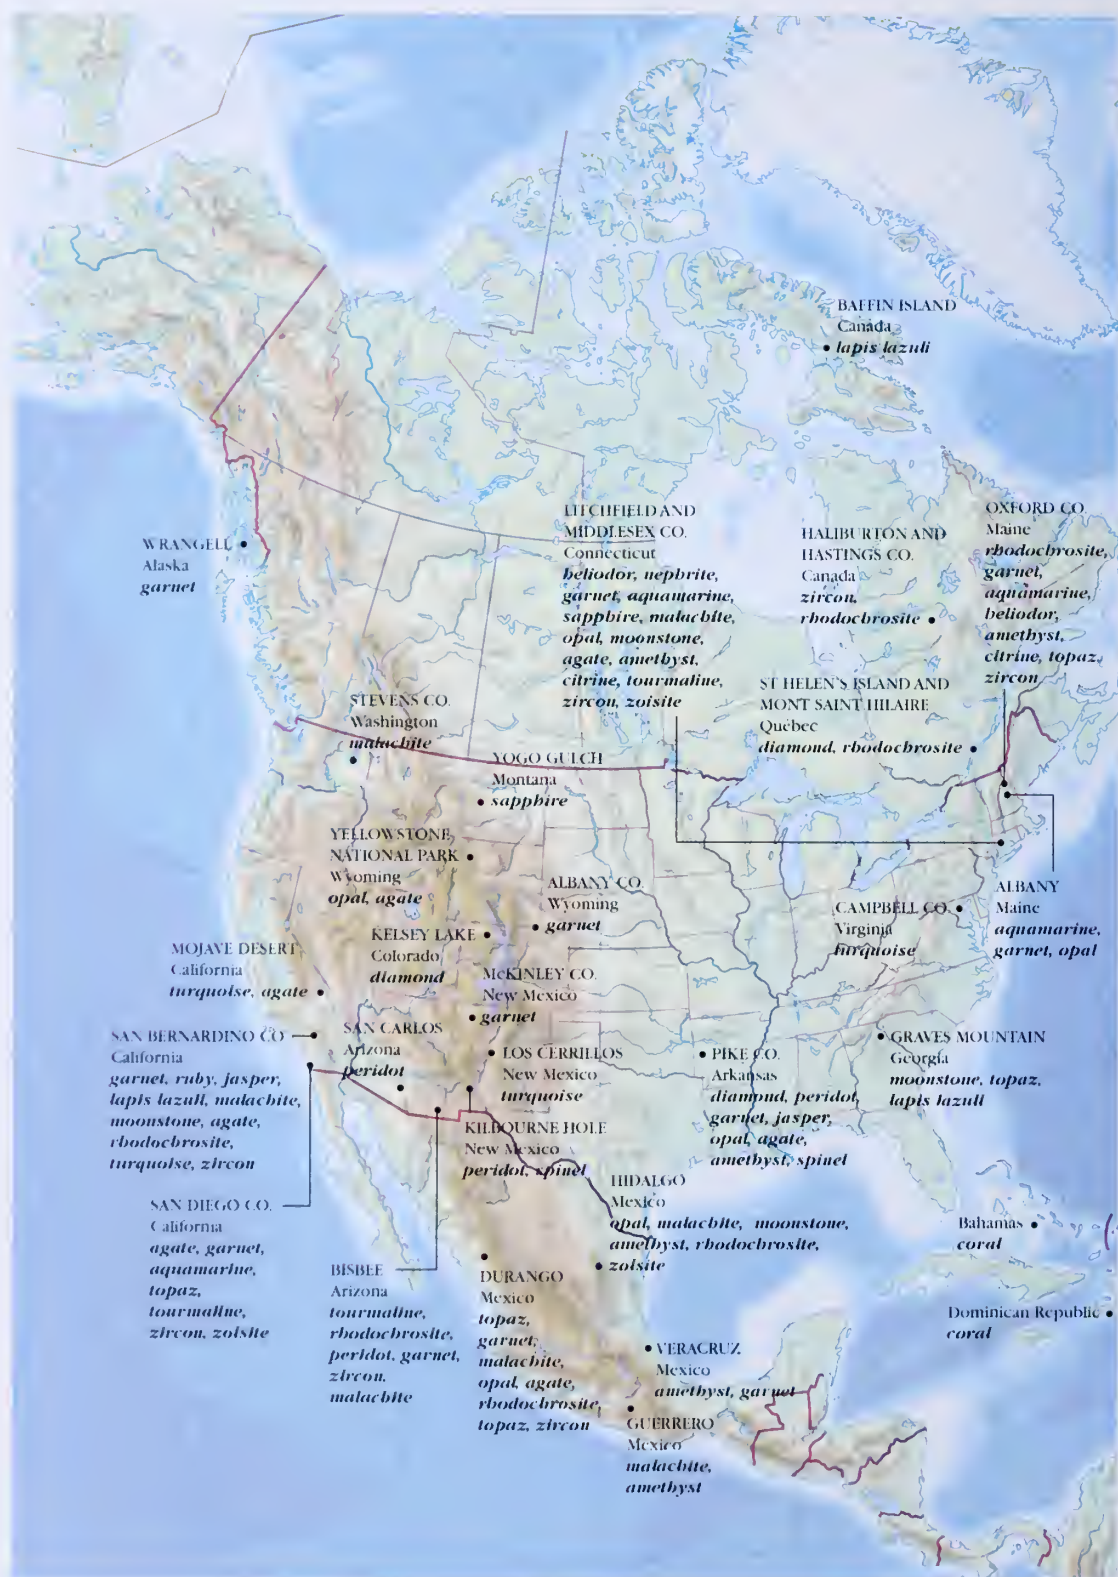 BAFFIN ISLAND
Canada
lapis lazuli
WRANGELL
Alaska
garnet
LITCHFIELD AND
MIDDLESEX CO.
Connecticut
heliodor, nephrite,
garnet, aquamarine,
sapphire, malachite,
opal, moonstone,
agate, amethyst,
citrine, tourmaline,
zircon, zoisite
HALIBURTON AND
HASTINGS CO.
Canada
zircon,
rhodochrosite
OXFORD CO.
Maine
rhodochrosite,
garnet,
aquamarine,
heliodor,
amethyst,
citrine, topaz,
zircon
ST HELEN'S ISLAND AND
MONT SAINT HILAIRE
Québec
diamond, rhodochrosite
STEVENS CO.
Washington
malachite
YOGO GULCH
Montana
sapphire
YELLOWSTONE
NATIONAL PARK
Wyoming
opal, agate
ALBANY CO.
Wyoming
garnet
ALBANY
Maine
aquamarine,
garnet, opal
CAMPBELL CO.
Virginia
turquoise
KELSEY LAKE
Colorado
diamond
MOJAVE DESERT
California
turquoise, agate
McKINLEY CO.
New Mexico
garnet
SAN BERNARDINO CO
California
garnet, ruby, jasper,
lapis lazuli, malachite,
moonstone, agate,
rhodochrosite,
turquoise, zircon
SAN CARLOS
Arizona
peridot
LOS CERRILLOS
New Mexico
turquoise
PIKE CO.
Arkansas
diamond, peridot,
garnet, jasper,
opal, agate,
amethyst, spinel
GRAVES MOUNTAIN
Georgia
moonstone, topaz,
lapis lazuli
KILBOURNE HOLE
New Mexico
peridot, spinel
HIDALGO
Mexico
opal, malachite, moonstone,
amethyst, rhodochrosite,
zoisite
SAN DIEGO CO.
California
agate, garnet,
aquamarine,
topaz,
tourmaline,
zircon, zoisite
BISBEE
Arizona
tourmaline,
rhodochrosite,
peridot, garnet,
zircon,
malachite
DURANGO
Mexico
topaz,
garnet,
malachite,
opal, agate,
rhodochrosite,
topaz, zircon
Bahamas
coral
Dominican Republic
coral
VERACRUZ
Mexico
amethyst, garnet
GUERRERO
Mexico
malachite,
amethyst